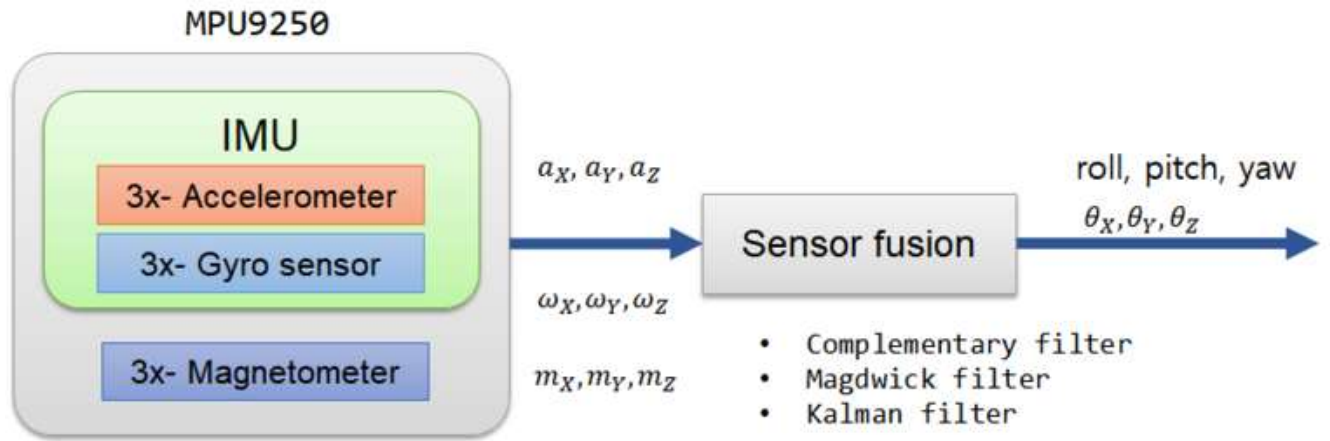 MPU9250
IMU
3x- Accelerometer
3x- Gyro sensor
3x- Magnetometer
a_X, a_Y, a_Z
ω_X,ω_Y,ω_Z
m_X,m_Y,m_Z
Sensor fusion
• Complementary filter
• Magdwick filter
• Kalman filter
roll, pitch, yaw
θ_X,θ_Y,θ_Z